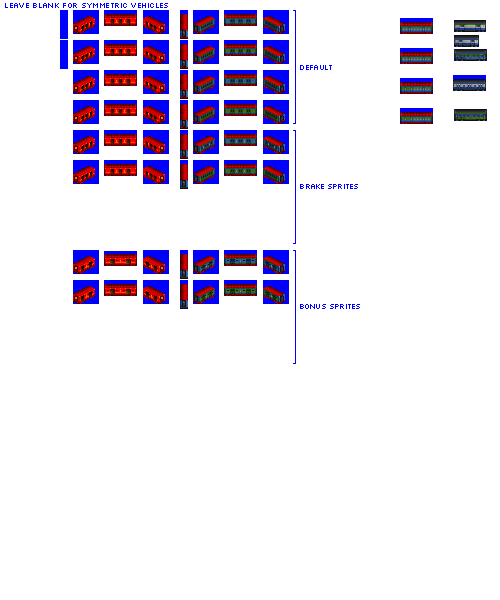 LEAVE BLANK FOR SYMMETRIC VEHICLES
DEFAULT
BRAKE SPRITES
BONUS SPRITES